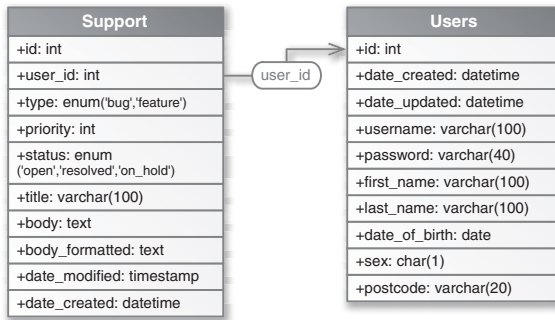 Support
+id: int
+user_id: int
+type: enum('bug','feature')
+priority: int
+status: enum
('open','resolved','on_hold')
+title: varchar(100)
+body: text
+body_formatted: text
+date_modified: timestamp
+date_created: datetime
user_id
Users
+id: int
+date_created: datetime
+date_updated: datetime
+username: varchar(100)
+password: varchar(40)
+first_name: varchar(100)
+last_name: varchar(100)
+date_of_birth: date
+sex: char(1)
+postcode: varchar(20)